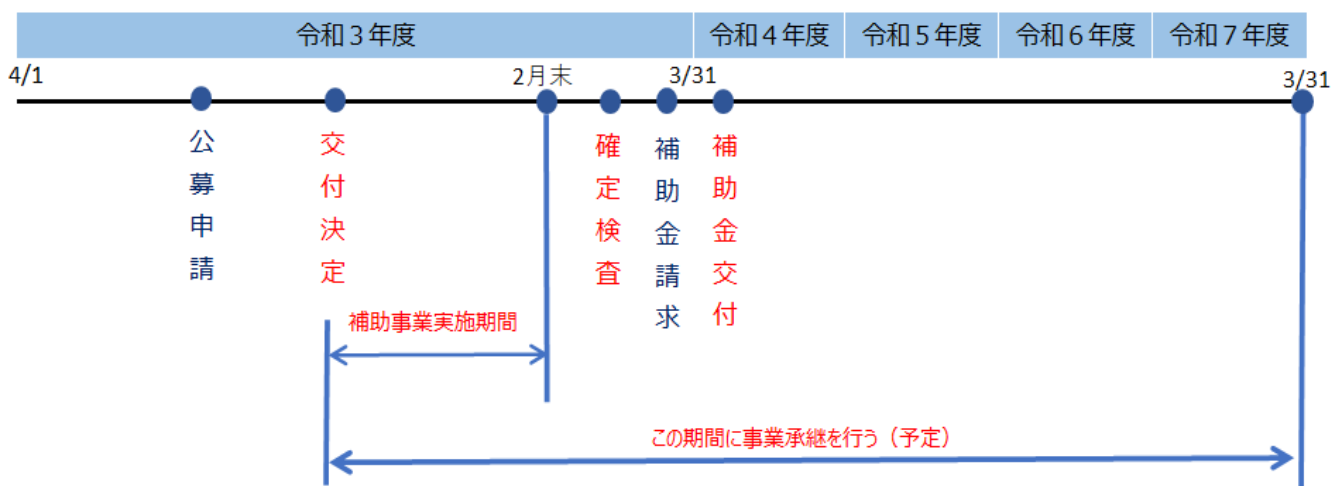 令和３年度
令和４年度
令和５年度
令和６年度
令和７年度
4/1
2月末
3/31
3/31
公募申請
交付決定
確定検査
補助金請求
補助金交付
補助事業実施期間
この期間に事業承継を行う（予定）